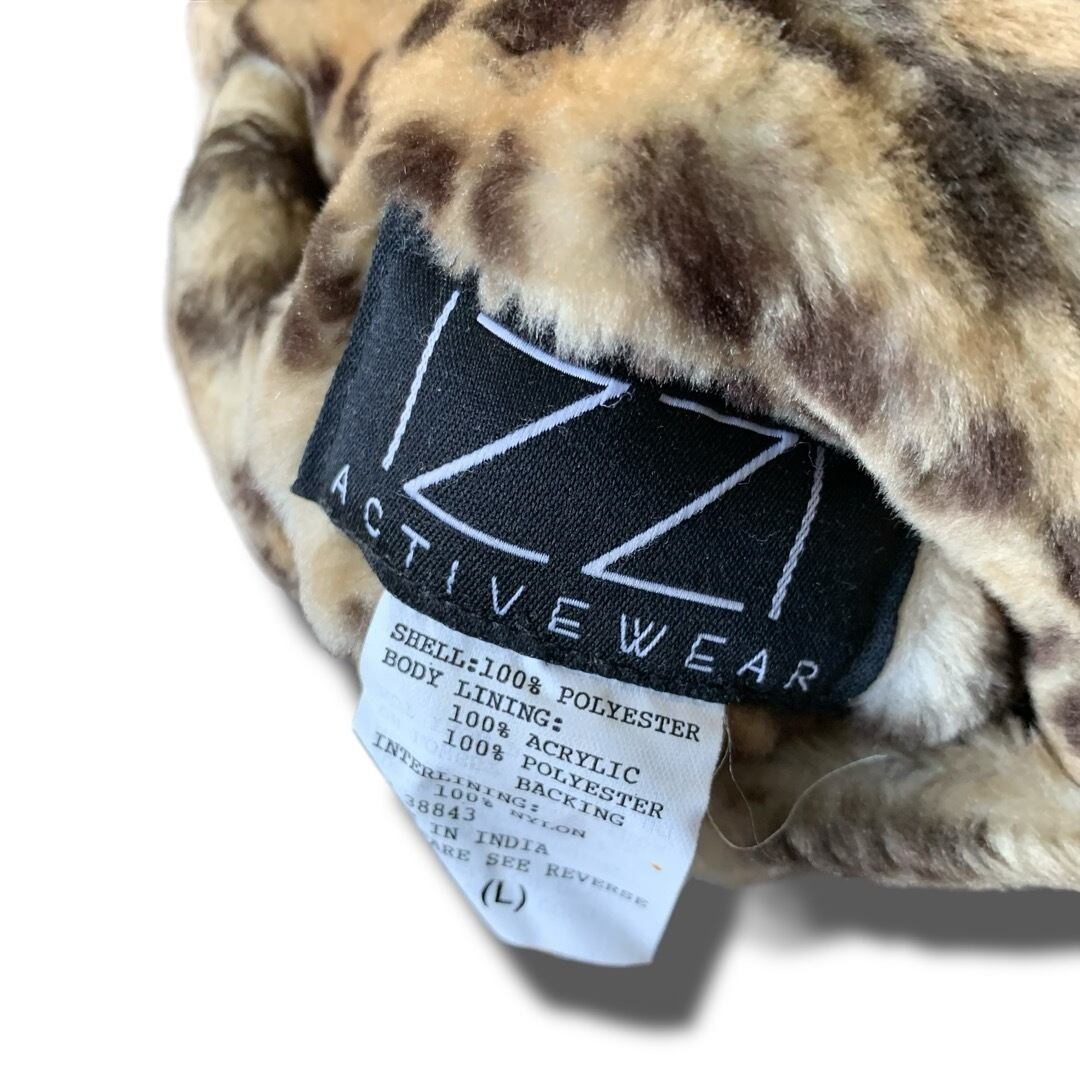 IZZI
ACTIVEWEAR
SHELL:100% POLYESTER
BODY LINING:
100% ACRYLIC
100% POLYESTER
BACKING
INTERLINING:
100% NYLON
38843
IN INDIA
ARE SEE REVERSE
(L)